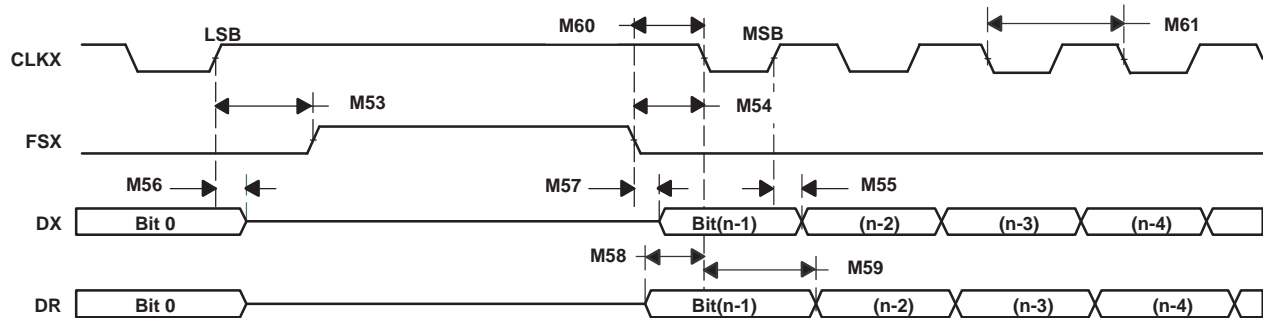 M60 M61
LSB MSB
CLKX
M53 M54
FSX
M56 M57 M55
DX Bit 0 Bit(n-1) (n-2) (n-3) (n-4)
M58 M59
DR Bit 0 Bit(n-1) (n-2) (n-3) (n-4)